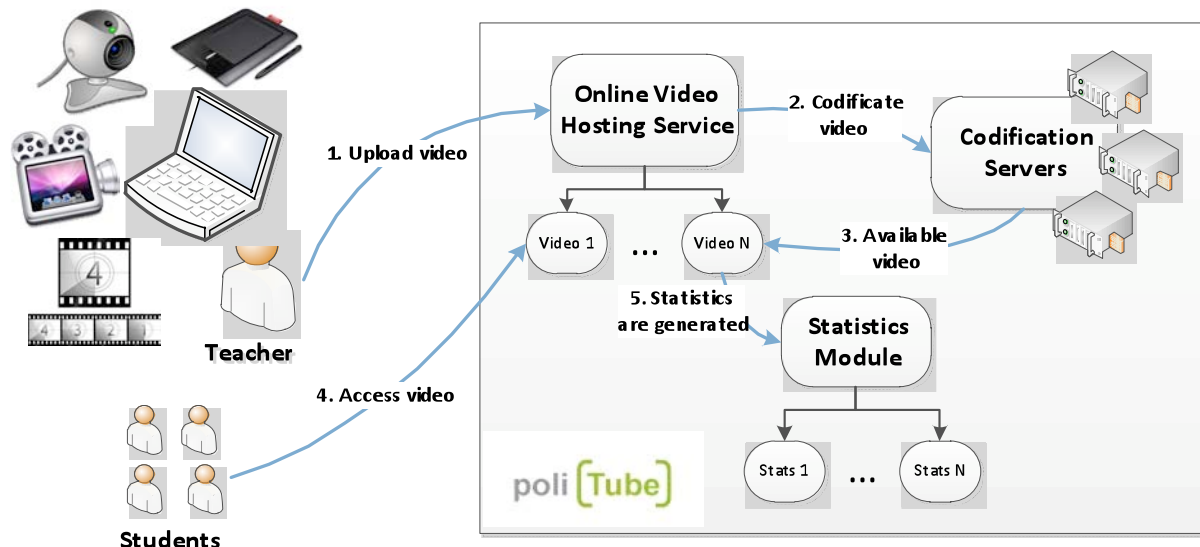 Online Video
Hosting Service
2. Codificate
video
Codification
Servers
1. Upload video
Video 1
...
Video N
3. Available
video
4
4 3 2 1
5. Statistics
are generated
Statistics
Module
Teacher
4. Access video
Stats 1
...
Stats N
poli[Tube]
Students